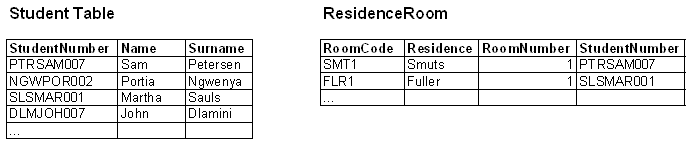 Student Table
StudentNumber Name Surname
PTRSAM007 Sam Petersen
NGWPOR002 Portia Ngwenya
SLSMAR001 Martha Sauls
DLMJOH007 John Dlamini
...
ResidenceRoom
RoomCode Residence RoomNumber StudentNumber
SMT1 Smuts 1 PTRSAM007
FLR1 Fuller 1 SLSMAR001
...